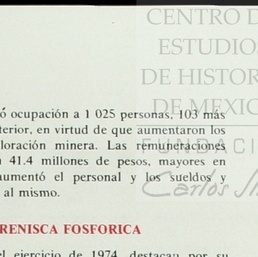 CENTRO D
ESTUDIOS
DE HISTOR
DE MEXIC
FUNDACI
Carlos
ó ocupación a 1 025 personas, 103 más
terior, en virtud de que aumentaron los
loración minera. Las remuneraciones
41.4 millones de pesos, mayores en
aumentó el personal y los sueldos y
al mismo.
RENISCA FOSFORICA
el ejercicio de 1974, destacan por su